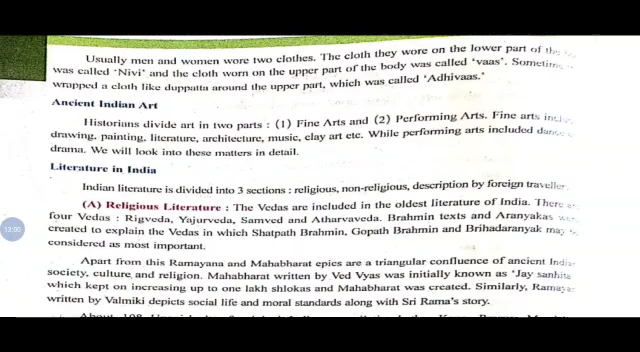 Usually men and women wore two clothes. The cloth they wore on the lower part of the
was called 'Nivi' and the cloth worn on the upper part of the body was called 'vaas'. Sometime
wrapped a cloth like duppatta around the upper part, which was called 'Adhivaas.'
Ancient Indian Art
Historians divide art in two parts : (1) Fine Arts and (2) Performing Arts. Fine arts
drawing, painting, literature, architecture, music, clay art etc. While performing arts included dance
drama. We will look into these matters in detail.
Literature in India
Indian literature is divided into 3 sections : religious, non-religious, description by foreign traveller
(A) Religious Literature : The Vedas are included in the oldest literature of India. There
four Vedas : Rigveda, Yajurveda, Samved and Atharvaveda. Brahmin texts and Aranyakas
created to explain the Vedas in which Shatpath Brahmin, Gopath Brahmin and Brihadaranyak may
considered as most important.
13:00
Apart from this Ramayana and Mahabharat epics are a triangular confluence of ancient
society, culture and religion. Mahabharat written by Ved Vyas was initially known as 'Jay sanhita
which kept on increasing up to one lakh shlokas and Mahabharat was created. Similarly,
written by Valmiki depicts social life and moral standards along with Sri Rama's story.
About 108